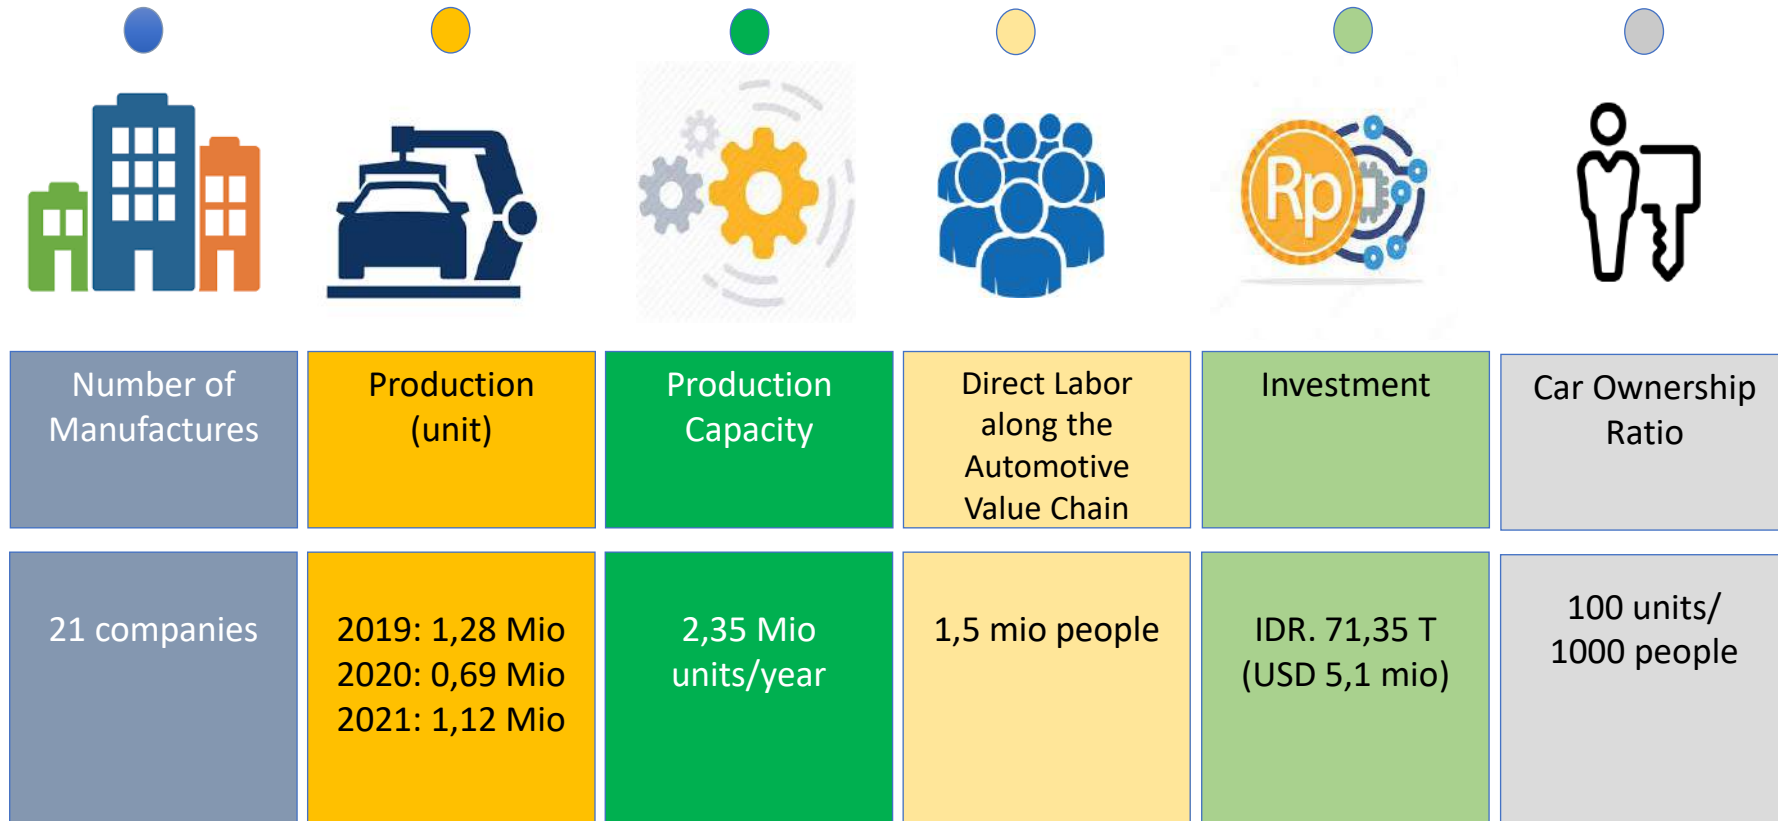 Rp
Number of
Manufactures
Production
(unit)
Production
Capacity
Direct Labor
along the
Automotive
Value Chain
Investment
Car Ownership
Ratio
21 companies
2019: 1,28 Mio
2020: 0,69 Mio
2021: 1,12 Mio
2,35 Mio
units/year
1,5 mio people
IDR. 71,35 T
(USD 5,1 mio)
100 units/
1000 people